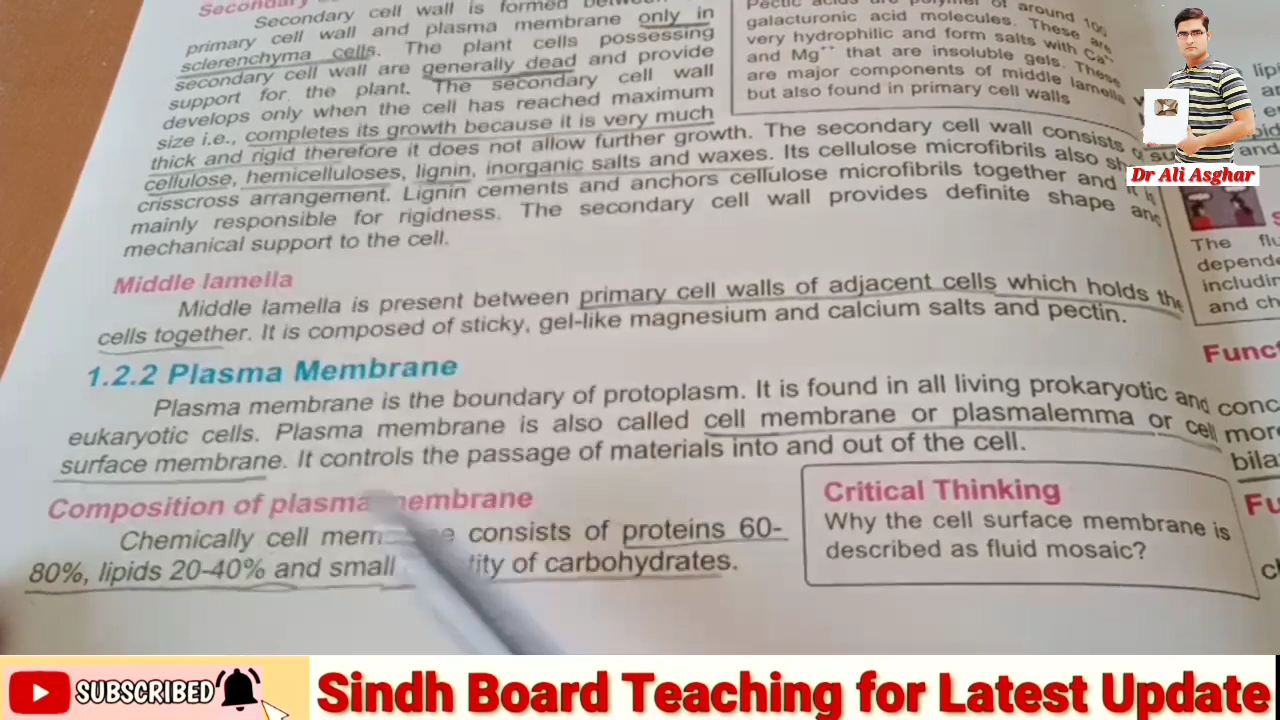 Secondary
Secondary cell wall is formed between
primary cell wall and plasma membrane only in
sclerenchyma cells. The plant cells possessing
secondary cell wall are generally dead and provide
support for the plant. The secondary cell wall
develops only when the cell has reached maximum
size i.e., completes its growth because it is very much
thick and rigid therefore it does not allow further growth. The secondary cell wall consists
cellulose, hemicelluloses, lignin, inorganic salts and waxes. Its cellulose microfibrils also
crisscross arrangement. Lignin cements and anchors cellulose microfibrils together and it is
mainly responsible for rigidness. The secondary cell wall provides definite shape and
mechanical support to the cell.
Middle lamella
Middle lamella is present between primary cell walls of adjacent cells which holds the
cells together. It is composed of sticky, gel-like magnesium and calcium salts and pectin.
1.2.2 Plasma Membrane
Plasma membrane is the boundary of protoplasm. It is found in all living prokaryotic and
eukaryotic cells. Plasma membrane is also called cell membrane or plasmalemma or cell
surface membrane. It controls the passage of materials into and out of the cell.
Composition of plasma membrane
Chemically cell consists of proteins 60-
80%, lipids 20-40% and small of carbohydrates.
Pectic acids are polymer of around 100
galacturonic acid molecules. These are
very hydrophilic and form salts with Ca++
and Mg++ that are insoluble gels. These
are major components of middle lamella
but also found in primary cell walls
Critical Thinking
Why the cell surface membrane is
described as fluid mosaic?
The
and
Dr Ali Asghar
SUBSCRIBED
Sindh Board Teaching for Latest Update